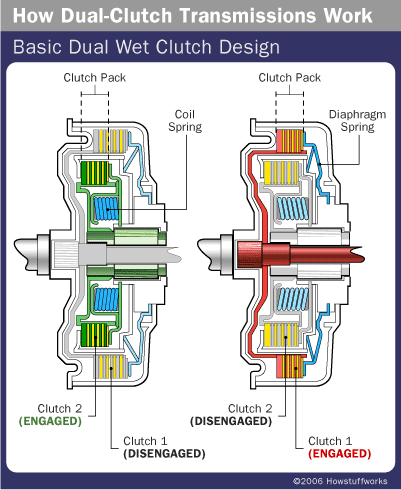 How Dual-Clutch Transmissions Work
Basic Dual Wet Clutch Design
Clutch Pack
Coil
Spring
Clutch Pack
Diaphragm
Spring
Clutch 2
(ENGAGED)
Clutch 1
(DISENGAGED)
Clutch 2
(DISENGAGED)
Clutch 1
(ENGAGED)
©2006 Howstuffworks